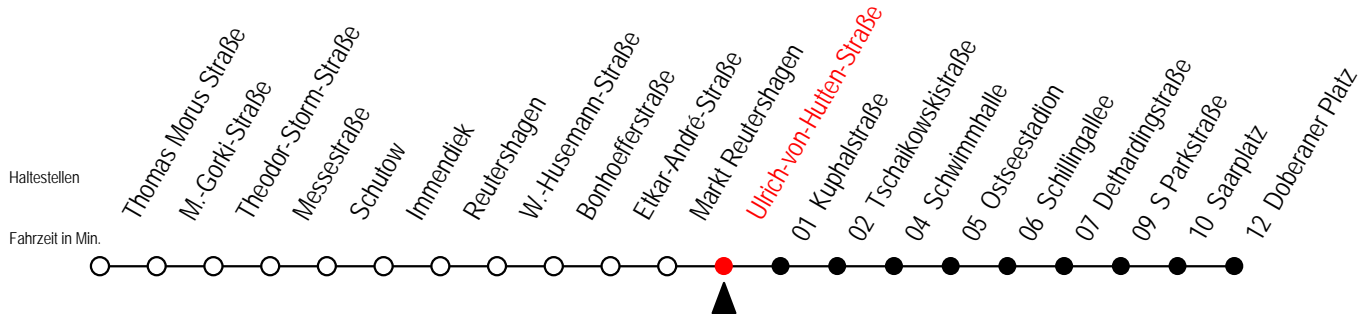 Haltestellen
Thomas Morus Straße
M.-Gorki-Straße
Theodor-Storm-Straße
Messestraße
Schutow
Immendiek
Reutershagen
W.-Husemann-Straße
Bonhoefferstraße
Etkar-André-Straße
Markt Reutershagen
Ulrich-von-Hutten-Straße
01 Kuphalstraße
02 Tschaikowskistraße
04 Schwimmhalle
05 Ostseestadion
06 Schillingallee
07 Dethardingstraße
09 S Parkstraße
10 Saarplatz
12 Doberaner Platz
Fahrzeit in Min.